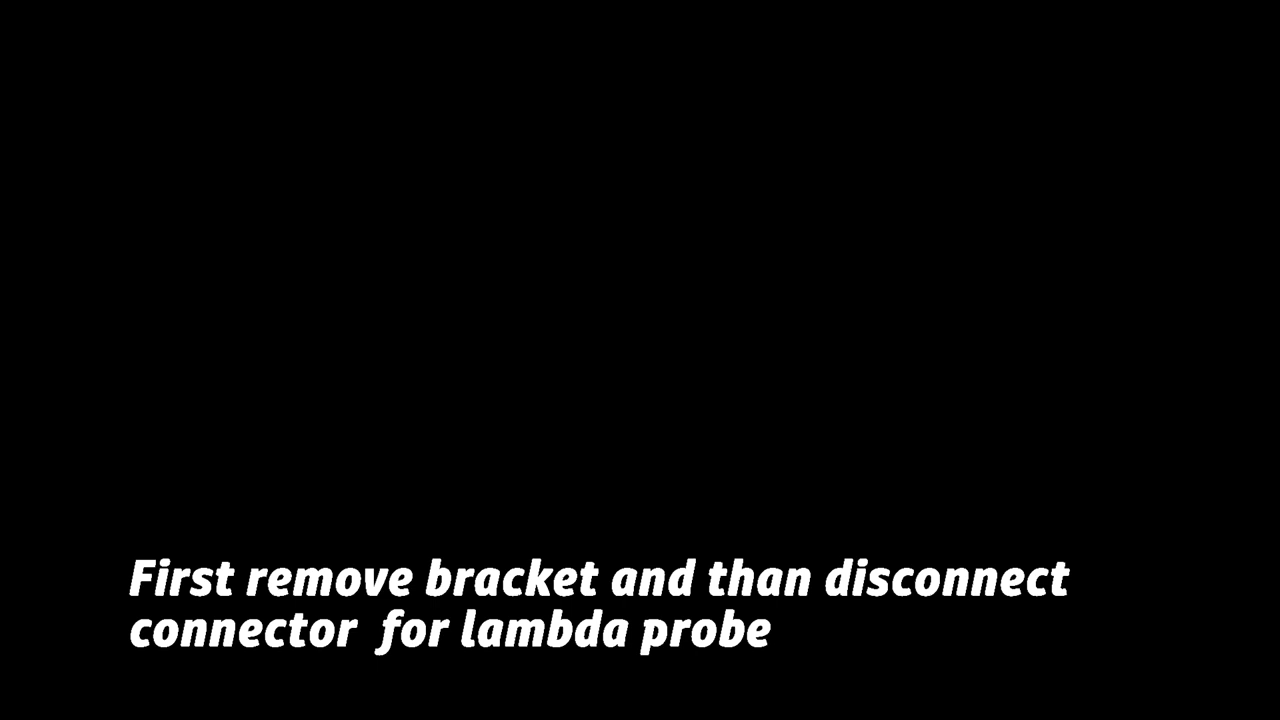 First remove bracket and than disconnect
connector  for lambda probe